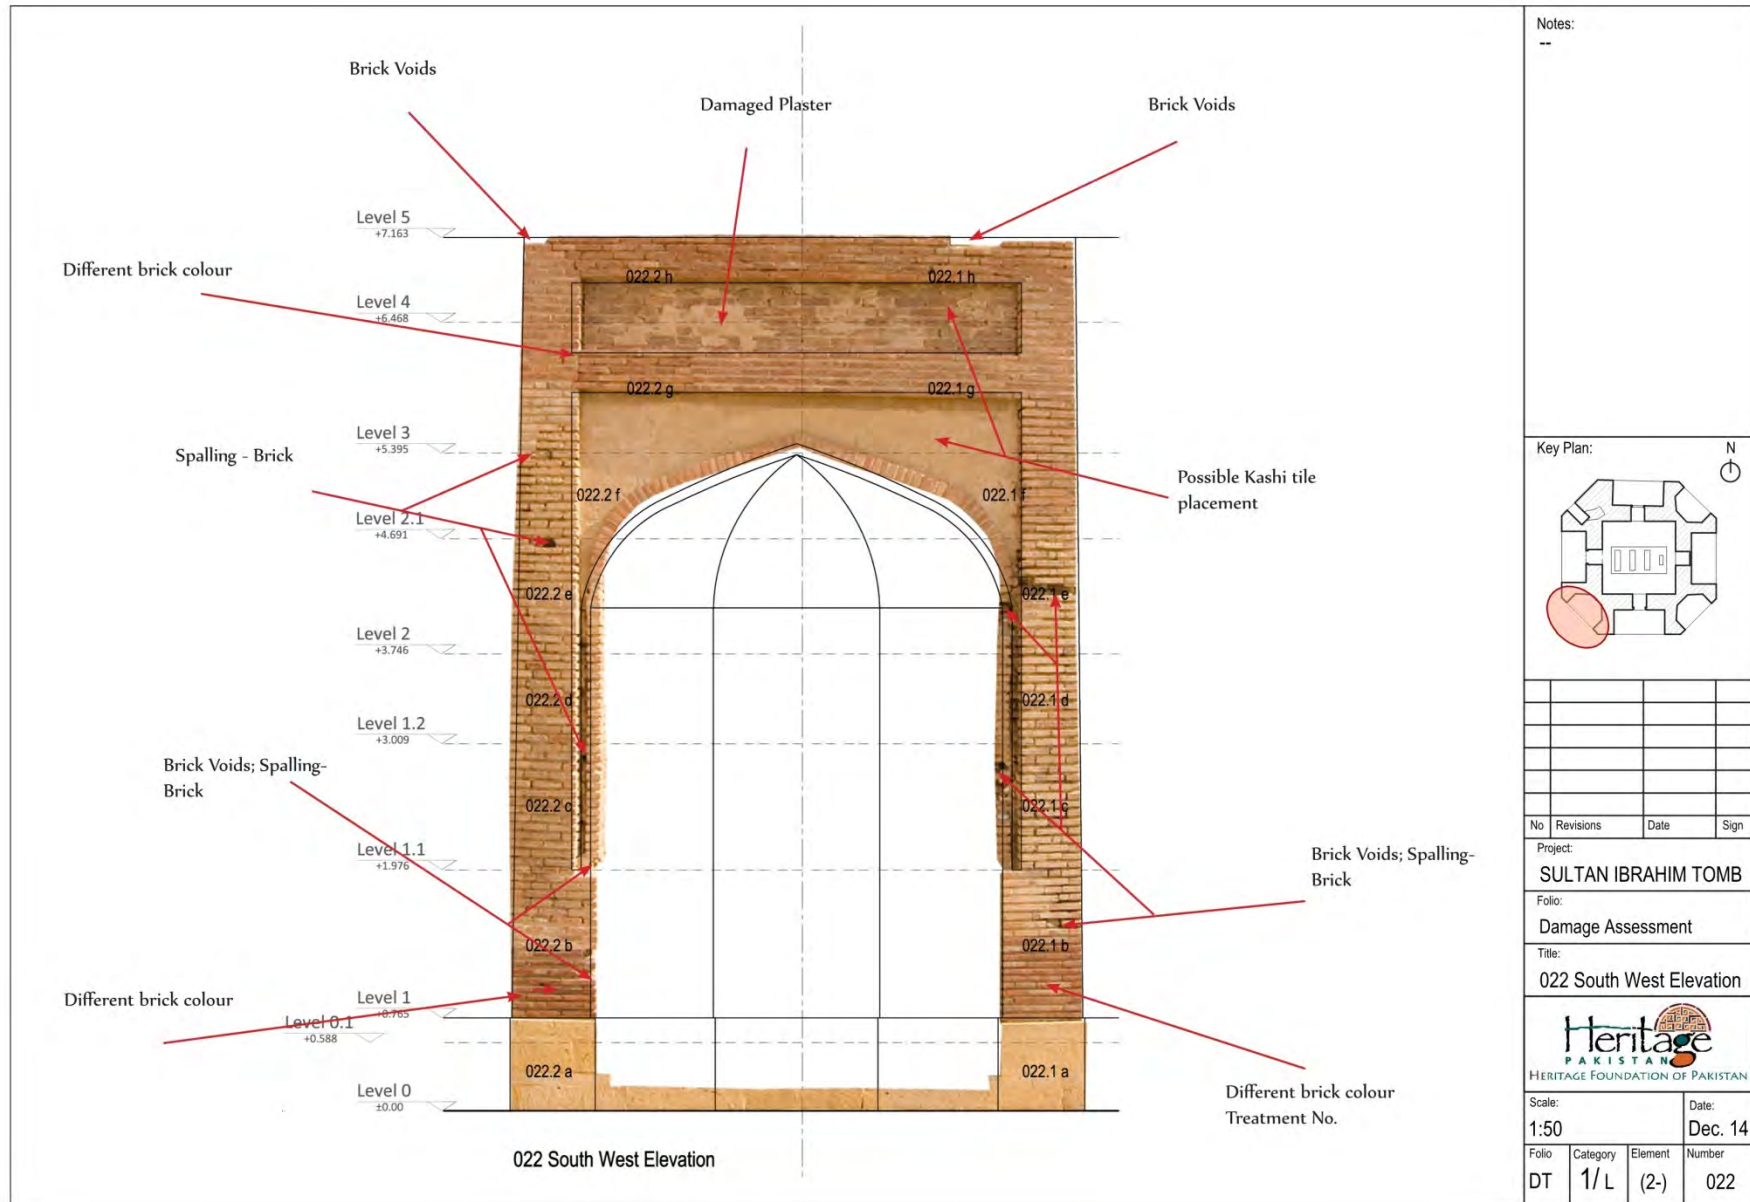 Brick Voids
Damaged Plaster
Brick Voids
Level 5
+7.163
Different brick colour
022.2 h
022.1 h
Level 4
+6.468
022.2 g
022.1 g
Level 3
+5.395
Spalling - Brick
Possible Kashi tile
placement
022.2 f
022.1 f
Level 2.1
+4.691
022.2 e
022.1 e
Level 2
+3.746
022.2 d
022.1 d
Level 1.2
+3.009
Brick Voids; Spalling-
Brick
022.2 c
022.1 c
Level 1.1
+1.976
Brick Voids; Spalling-
Brick
022.2 b
022.1 b
Different brick colour
Level 1
+0.765
Level 0.1
+0.588
022.2 a
022.1 a
Level 0
±0.00
Different brick colour
Treatment No.
022 South West Elevation
Notes:
--
Key Plan:
N
No Revisions Date Sign
Project:
SULTAN IBRAHIM TOMB
Folio:
Damage Assessment
Title:
022 South West Elevation
Heritage
PAKISTAN
HERITAGE FOUNDATION OF PAKISTAN
Scale:
1:50
Date:
Dec. 14
Folio Category Element Number
DT 1/ L (2-) 022